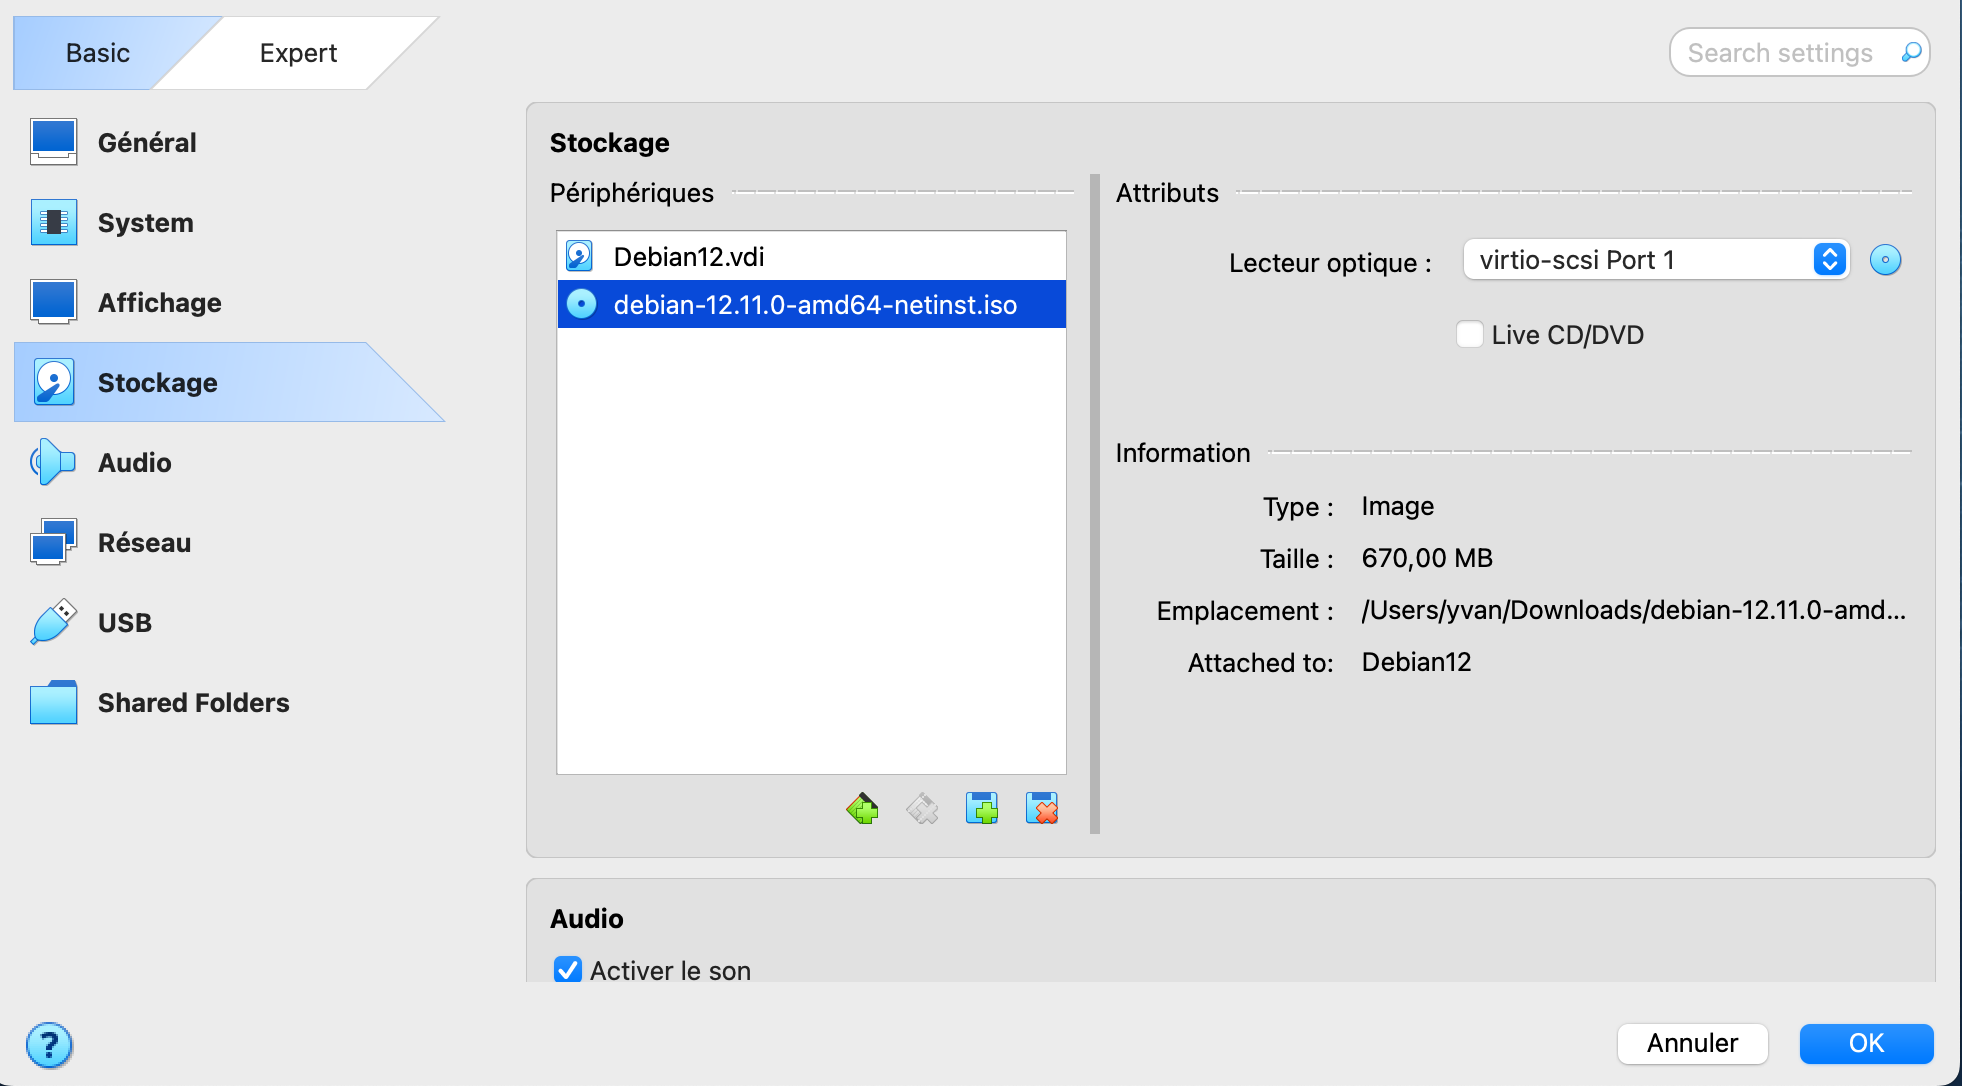 Basic
Expert
Search settings
Général
System
Affichage
Stockage
Audio
Réseau
USB
Shared Folders
Stockage
Périphériques
Debian12.vdi
debian-12.11.0-amd64-netinst.iso
Attributs
Lecteur optique :
virtio-scsi Port 1
Live CD/DVD
Information
Type : Image
Taille : 670,00 MB
Emplacement : /Users/yvan/Downloads/debian-12.11.0-amd...
Attached to: Debian12
Audio
Activer le son
?
Annuler
OK